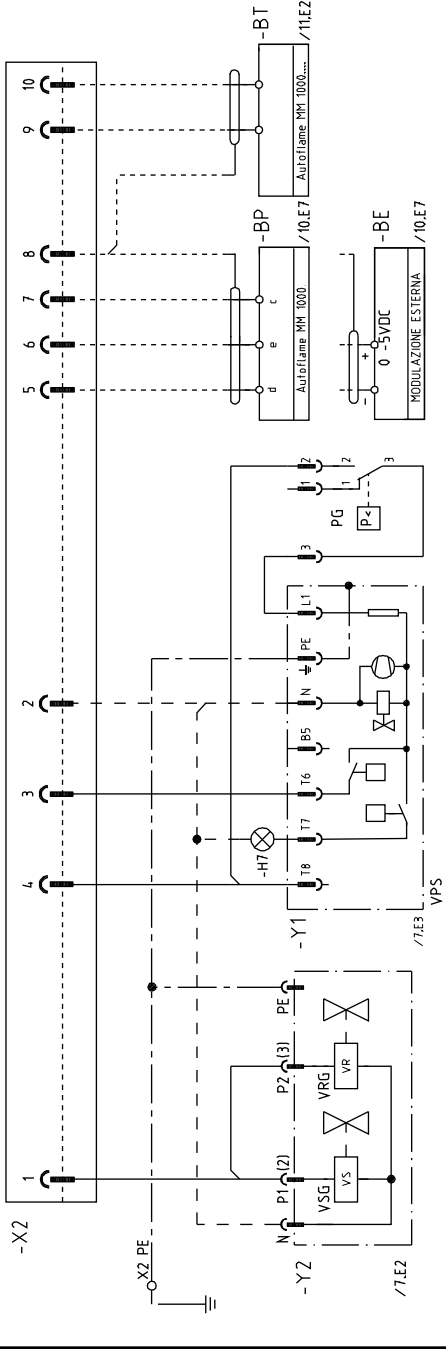 -X2
1
4
3
2
5
6
7
8
9
10
X2 PE
-Y2
/7.E2
N
P1 (2)
P2 (3)
PE
VSG
VS
VRG
VR
-Y1
/7.E3
VPS
T8
T7
T6
B5
N
PE
L1
3
1
2
-H7
PG
P<
1
2
3
-BP
/10.E7
d
e
c
Autoflame MM 1000.
-BT
/11.E2
Autoflame MM 1000....
-BE
/10.E7
- +
0 -5VDC
MODULAZIONE ESTERNA